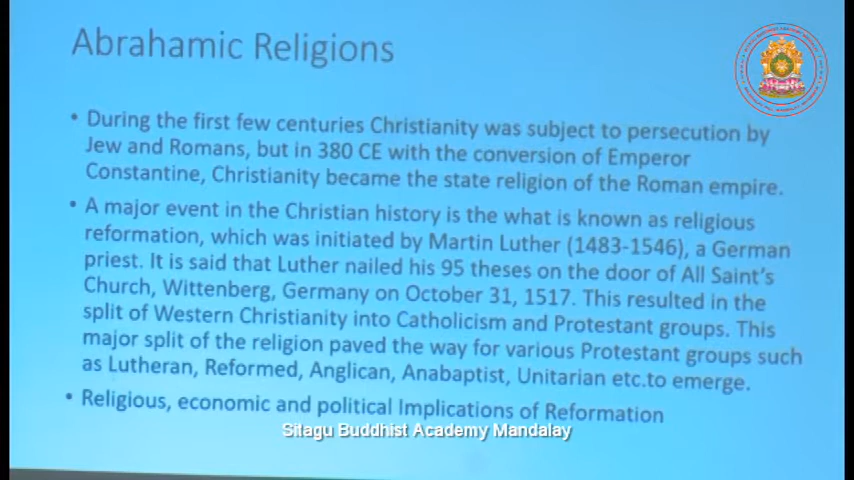 Abrahamic Religions
• During the first few centuries Christianity was subject to persecution by
Jew and Romans, but in 380 CE with the conversion of Emperor
Constantine, Christianity became the state religion of the Roman empire.
• A major event in the Christian history is the what is known as religious
reformation, which was initiated by Martin Luther (1483-1546), a German
priest. It is said that Luther nailed his 95 theses on the door of All Saint's
Church, Wittenberg, Germany on October 31, 1517. This resulted in the
split of Western Christianity into Catholicism and Protestant groups. This
major split of the religion paved the way for various Protestant groups such
as Lutheran, Reformed, Anglican, Anabaptist, Unitarian etc.to emerge.
• Religious, economic and political Implications of Reformation
Sitagu Buddhist Academy Mandalay